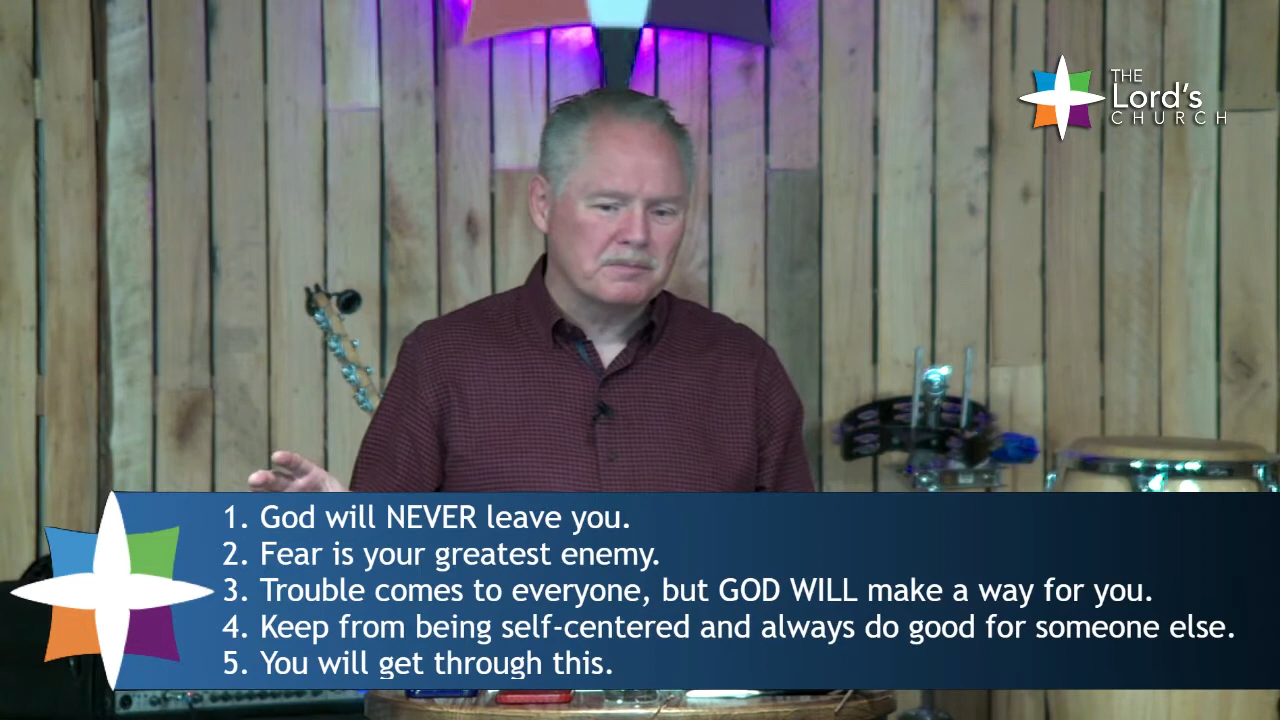 THE
Lord's
CHURCH
1. God will NEVER leave you.
2. Fear is your greatest enemy.
3. Trouble comes to everyone, but GOD WILL make a way for you.
4. Keep from being self-centered and always do good for someone else.
5. You will get through this.